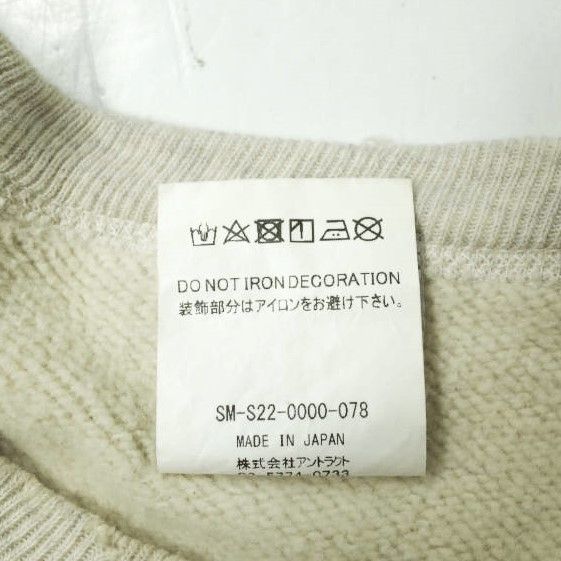 DO NOT IRON DECORATION
装飾部分はアイロンをお避け下さい。
SM-S22-0000-078
MADE IN JAPAN
株式会社アントラクト